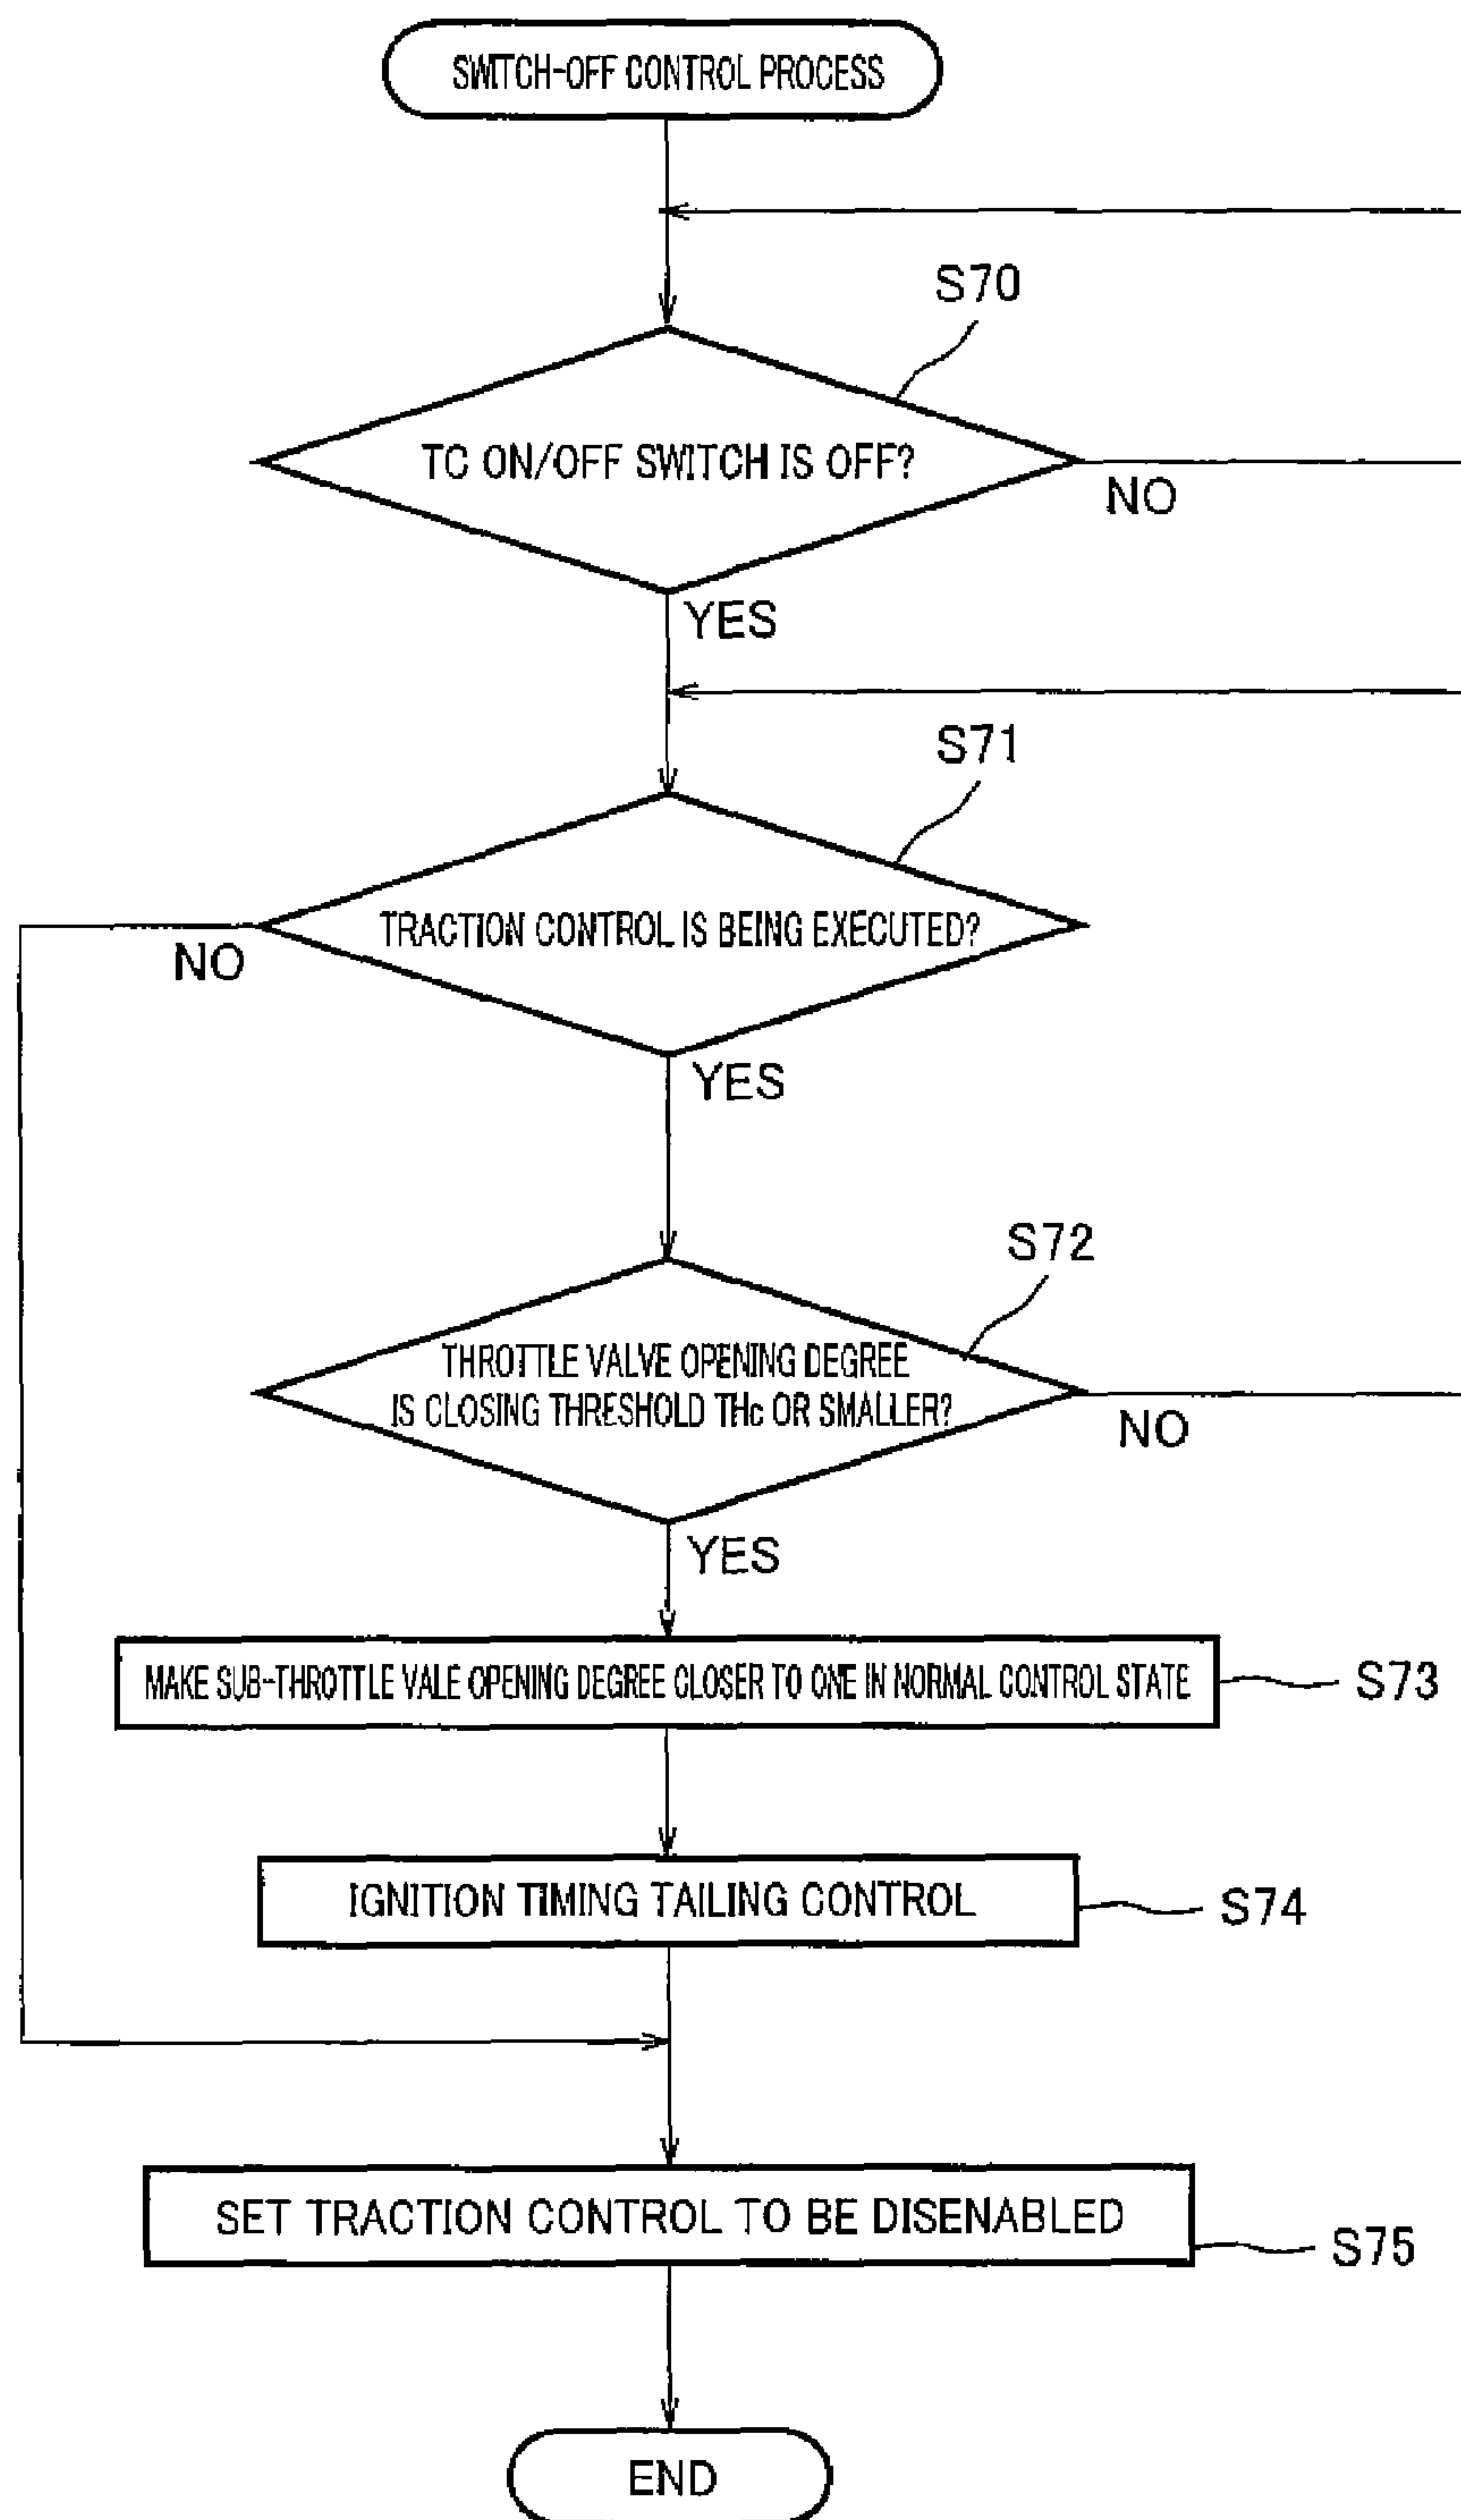 SWITCH-OFF CONTROL PROCESS
S70
TC ON/OFF SWITCH IS OFF?
NO
YES
S71
TRACTION CONTROL IS BEING EXECUTED?
NO
YES
S72
THROTTLE VALVE OPENING DEGREE
IS CLOSING THRESHOLD THc OR SMALLER?
NO
YES
MAKE SUB-THROTTLE VALE OPENING DEGREE CLOSER TO ONE IN NORMAL CONTROL STATE
S73
IGNITION TIMING TAILING CONTROL
S74
SET TRACTION CONTROL TO BE DISENABLED
S75
END